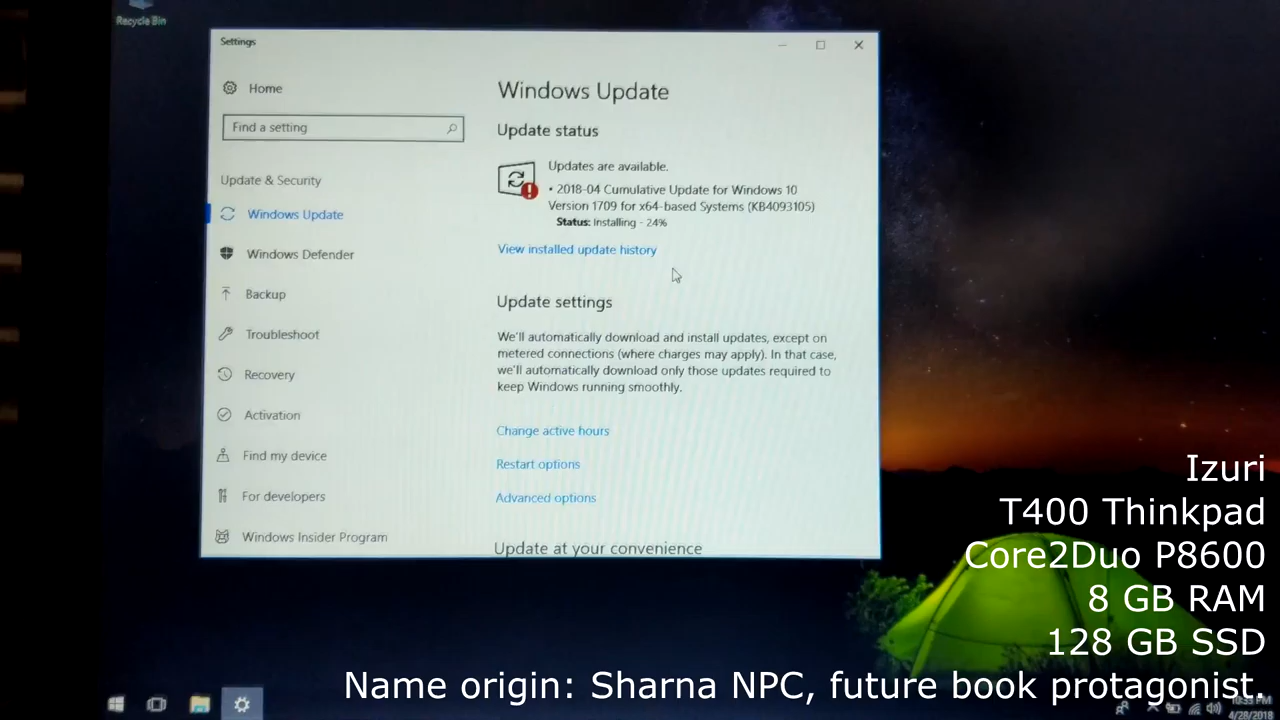 Recycle Bin
Settings
Home
Find a setting
Update & Security
Windows Update
Windows Defender
Backup
Troubleshoot
Recovery
Activation
Find my device
For developers
Windows Insider Program
Windows Update
Update status
Updates are available.
• 2018-04 Cumulative Update for Windows 10
Version 1709 for x64-based Systems (KB4093105)
Status: Installing - 24%
View installed update history
Update settings
We'll automatically download and install updates, except on
metered connections (where charges may apply). In that case,
we'll automatically download only those updates required to
keep Windows running smoothly.
Change active hours
Restart options
Advanced options
Update at your convenience
Izuri
T400 Thinkpad
Core2Duo P8600
8 GB RAM
128 GB SSD
Name origin: Sharna NPC, future book protagonist.
10:33 PM
4/28/2018